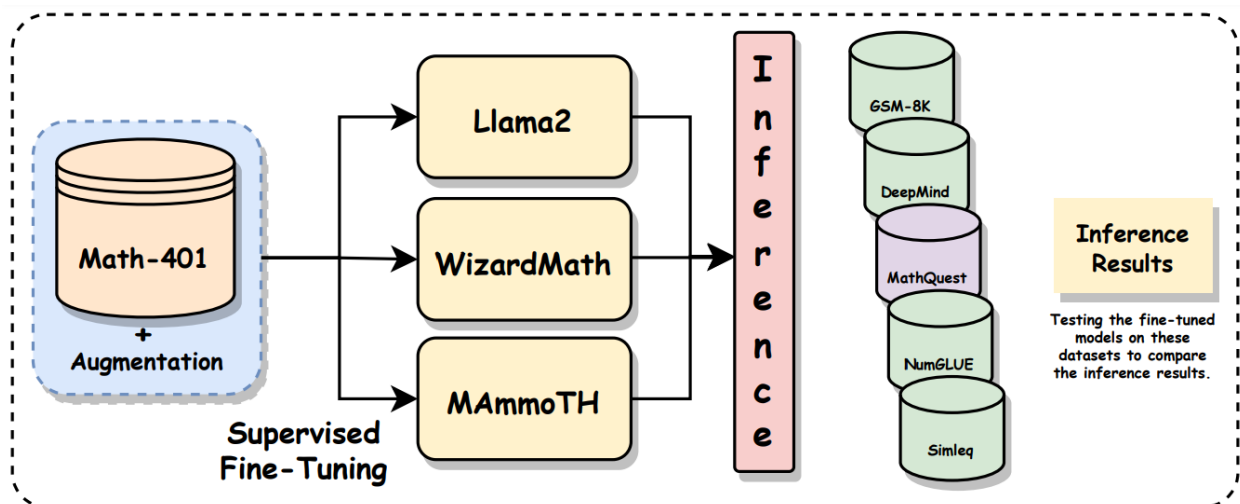 Math-401
+
Augmentation
Supervised
Fine-Tuning
Llama2
WizardMath
MAmmoTH
Inference
GSM-8K
DeepMind
MathQuest
NumGLUE
Simleq
Inference
Results
Testing the fine-tuned
models on these
datasets to compare
the inference results.